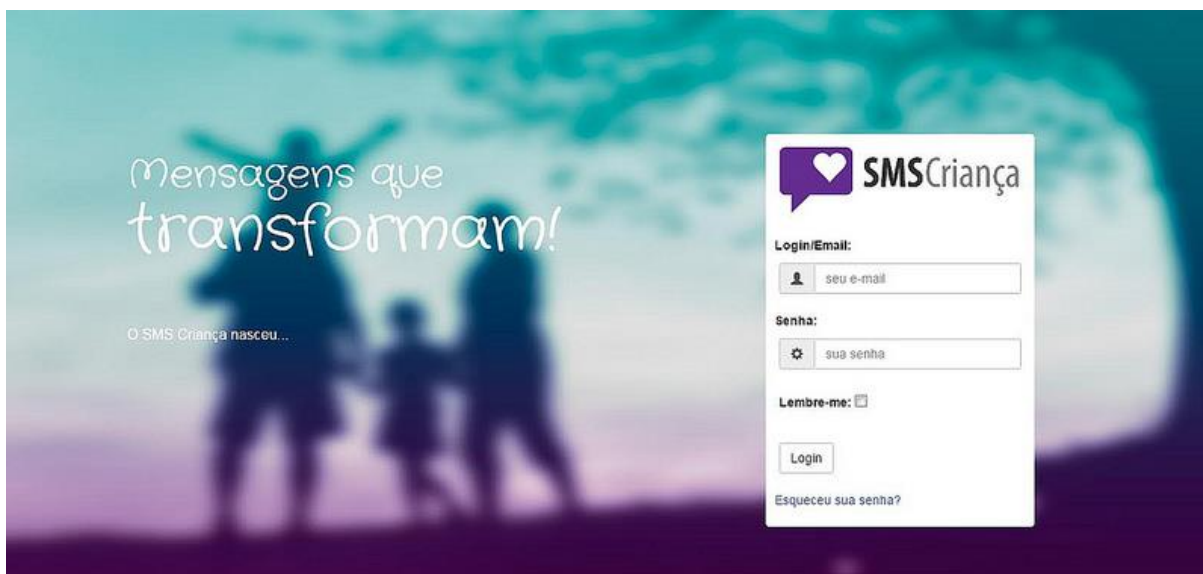 Mensagens que
transformam!
O SMS Criança nasceu...
SMSCriança
Login/Email:
seu e-mail
Senha:
sua senha
Lembre-me:
Login
Esqueceu sua senha?